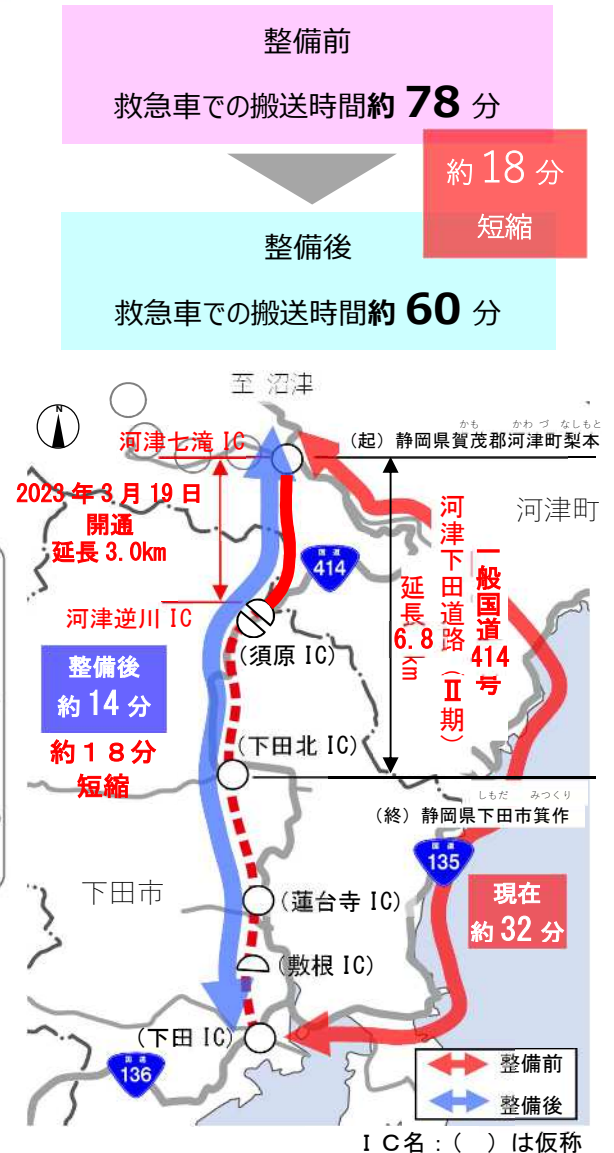 整備前
救急車での搬送時間約 78 分
約 18 分
短縮
整備後
救急車での搬送時間約 60 分
至 沼津
N
河津七滝 IC
かも かわづ なしもと
(起) 静岡県賀茂郡河津町梨本
2023 年 3 月 19 日
開通
延長 3.0km
河津町
国道
414
一般国道 414 号
河津下田道路 (Ⅱ期)
延長 6.8 km
河津逆川 IC
(須原 IC)
整備後
約 14 分
約18分
短縮
(下田北 IC)
しもだ みつくり
(終) 静岡県下田市箕作
国道
135
下田市
(蓮台寺 IC)
現在
約 32 分
(敷根 IC)
(下田 IC)
国道
136
整備前
整備後
IC名：( )は仮称